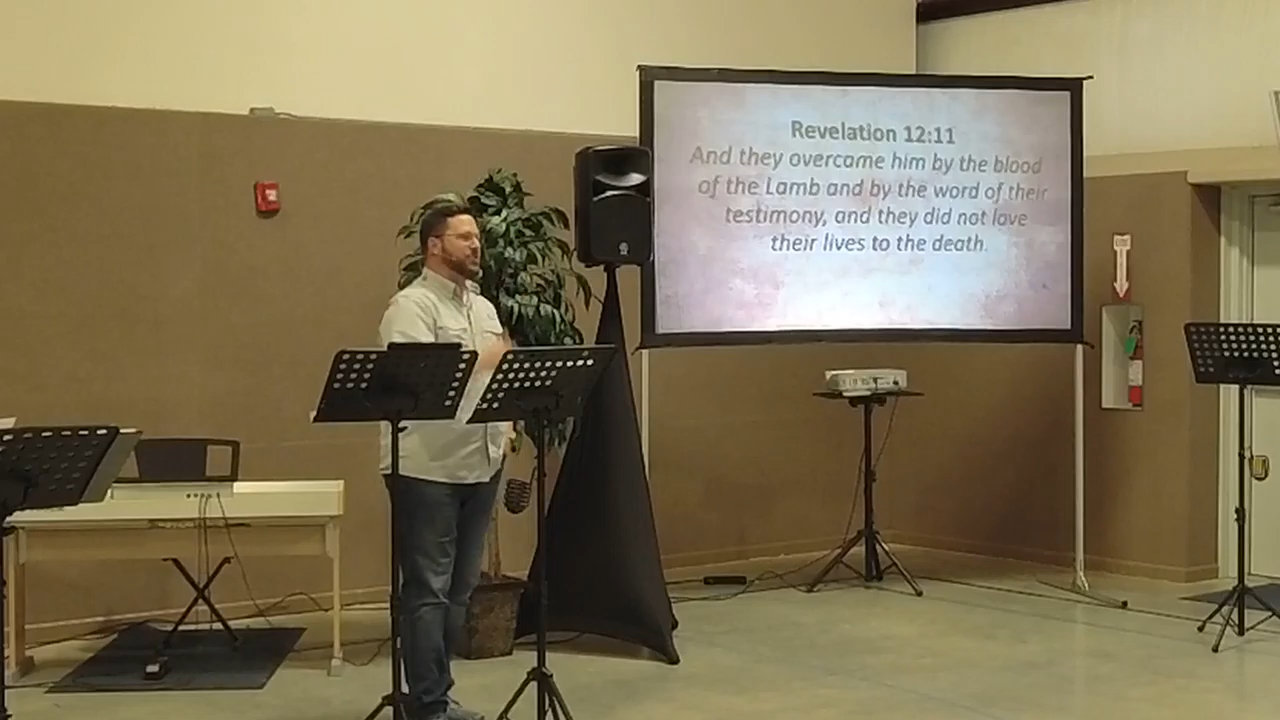 Revelation 12:11
And they overcame him by the blood
of the Lamb and by the word of their
testimony, and they did not love
their lives to the death.